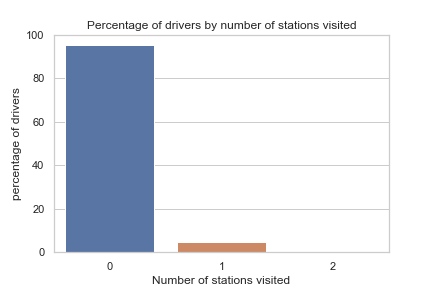 Percentage of drivers by number of stations visited
100
80
60
40
20
0
percentage of drivers
0 1 2
Number of stations visited